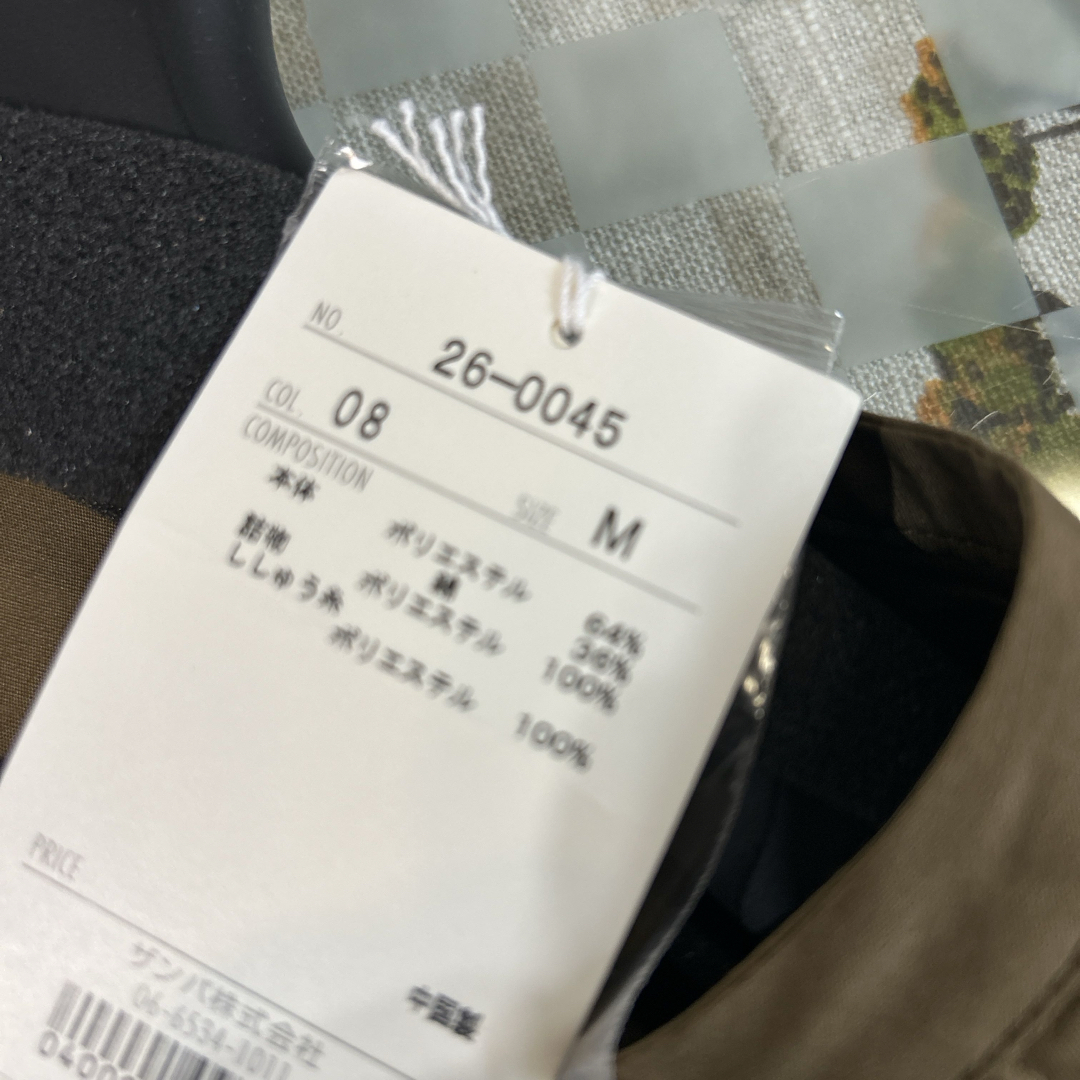 NO. 26-0045
COL. 08 SIZE M
COMPOSITION
本体
ポリエステル 64%
綿 36%
詰物 ポリエステル 100%
ししゅう糸
ポリエステル 100%
PRICE
中国製
ザンパ株式会社
06-6534-1011